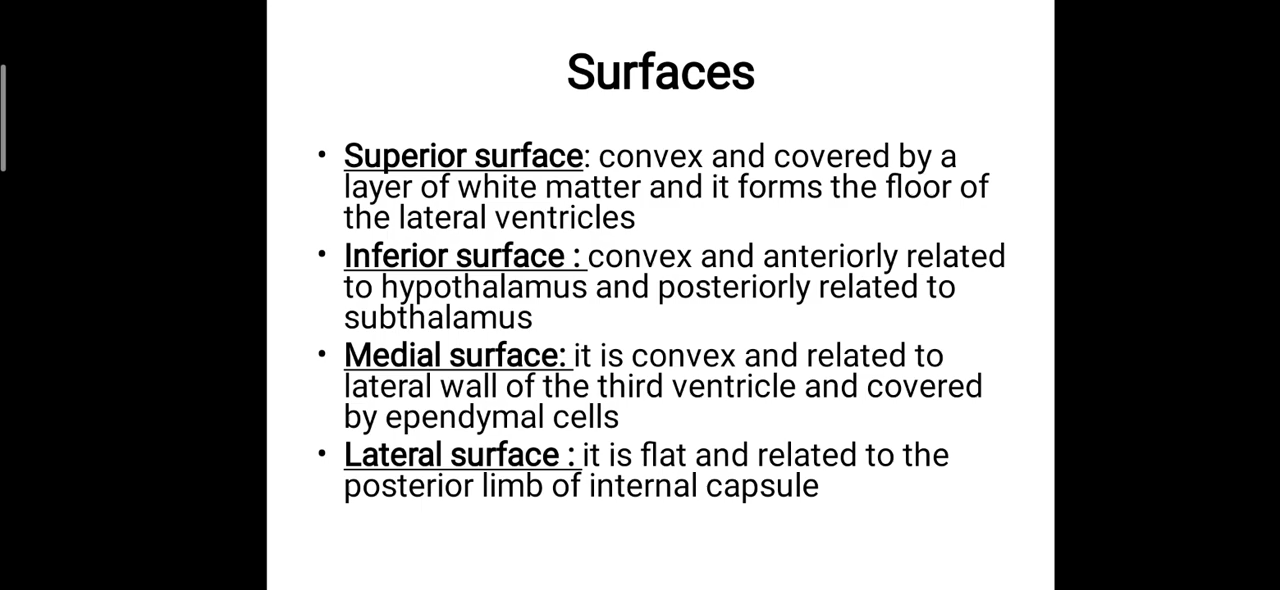 Surfaces
• Superior surface: convex and covered by a
layer of white matter and it forms the floor of
the lateral ventricles
• Inferior surface : convex and anteriorly related
to hypothalamus and posteriorly related to
subthalamus
• Medial surface: it is convex and related to
lateral wall of the third ventricle and covered
by ependymal cells
• Lateral surface : it is flat and related to the
posterior limb of internal capsule